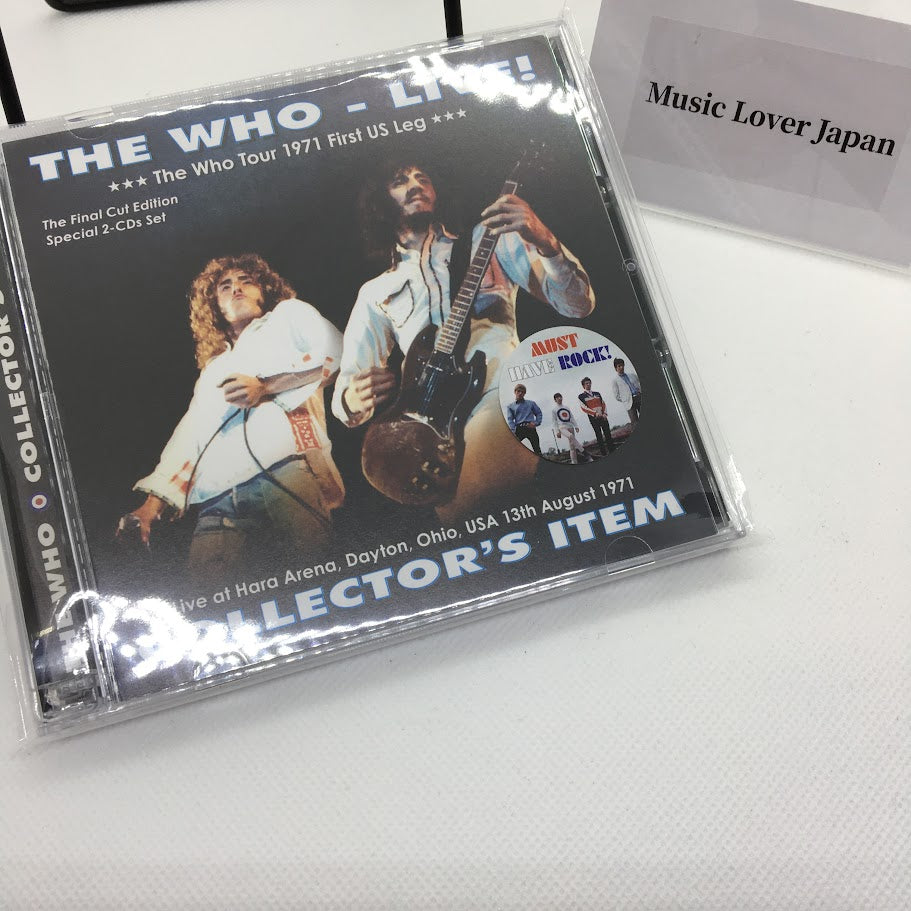 THE WHO - LIVE!
★★★ The Who Tour 1971 First US Leg ★★★
The Final Cut Edition
Special 2-CDs Set
MUST
HAVE ROCK!
Live at Hara Arena, Dayton, Ohio, USA 13th August 1971
COLLECTOR'S ITEM
THE WHO COLLECTOR'S
Music Lover Japan